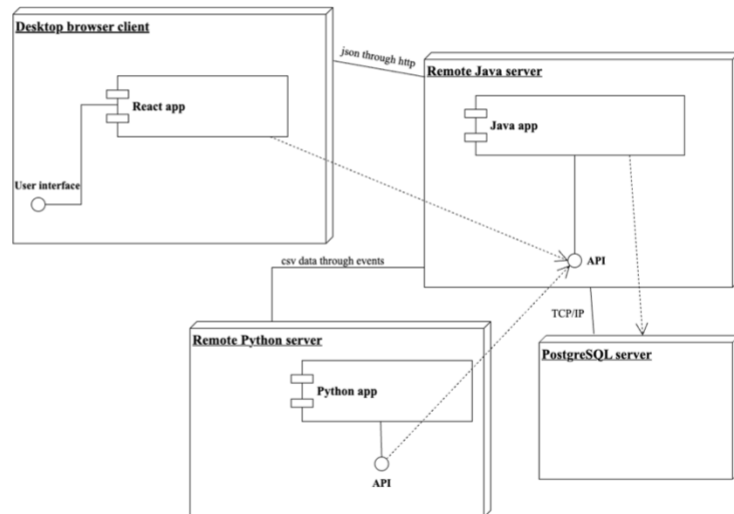 Desktop browser client
json through http
Remote Java server
React app
Java app
User interface
API
csv data through events
TCP/IP
Remote Python server
PostgreSQL server
Python app
API